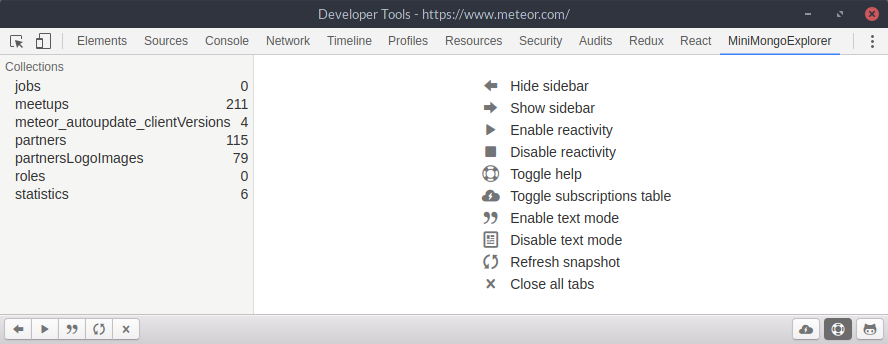 Developer Tools - https://www.meteor.com/
Elements Sources Console Network Timeline Profiles Resources Security Audits Redux React MiniMongoExplorer
Collections
jobs 0
meetups 211
meteor_autoupdate_clientVersions 4
partners 115
partnersLogoImages 79
roles 0
statistics 6
Hide sidebar
Show sidebar
Enable reactivity
Disable reactivity
Toggle help
Toggle subscriptions table
Enable text mode
Disable text mode
Refresh snapshot
Close all tabs